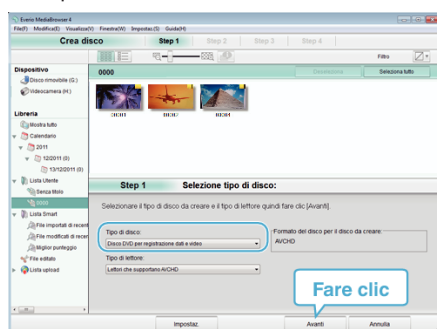 Everio MediaBrowser 4
File(F) Modifica(E) Visualizza(V) Finestra(W) Impostaz.(S) Guida(H)
Crea disco Step 1 Step 2 Step 3 Step 4
Filtro
Dispositivo
Disco rimovibile (G:)
Videocamera (H:)
Libreria
Mostra tutto
Calendario
2011
12/2011 (0)
13/12/2011 (0)
Lista Utente
Senza titolo
0000
Lista Smart
File importati di recent
File modificati di recen
Miglior punteggio
File editato
Lista upload
0000
Seleziona tutto
Step 1 Selezione tipo di disco:
Selezionare il tipo di disco da creare e il tipo di lettore quindi fare clic [Avanti].
Tipo di disco:
Disco DVD per registrazione dati e video
Tipo di lettore:
Lettori che supportano AVCHD
Formato del disco per il disco da creare:
AVCHD
Fare clic
Impostaz. Avanti Annulla